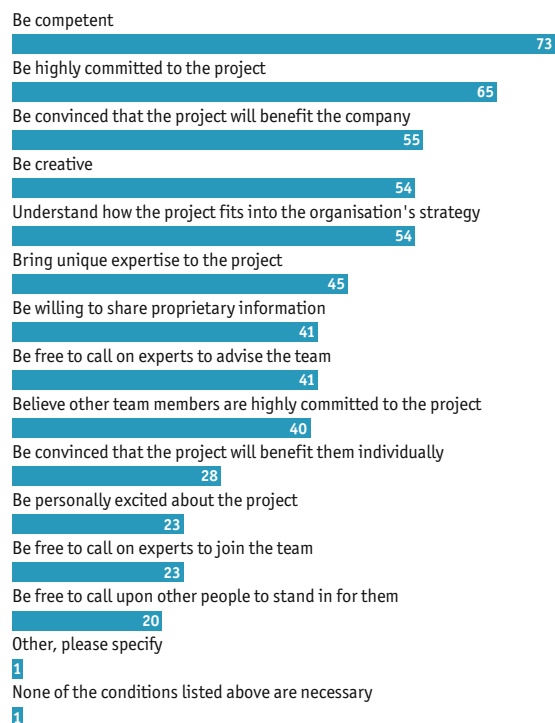 Be competent
73
Be highly committed to the project
65
Be convinced that the project will benefit the company
55
Be creative
54
Understand how the project fits into the organisation's strategy
54
Bring unique expertise to the project
45
Be willing to share proprietary information
41
Be free to call on experts to advise the team
41
Believe other team members are highly committed to the project
40
Be convinced that the project will benefit them individually
28
Be personally excited about the project
23
Be free to call on experts to join the team
23
Be free to call upon other people to stand in for them
20
Other, please specify
1
None of the conditions listed above are necessary
1